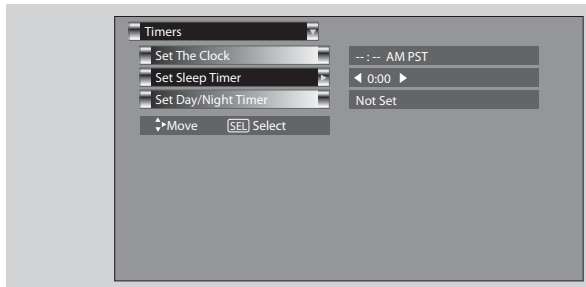 Timers
Set The Clock -- : -- AM PST
Set Sleep Timer 0:00
Set Day/Night Timer Not Set
Move SEL Select